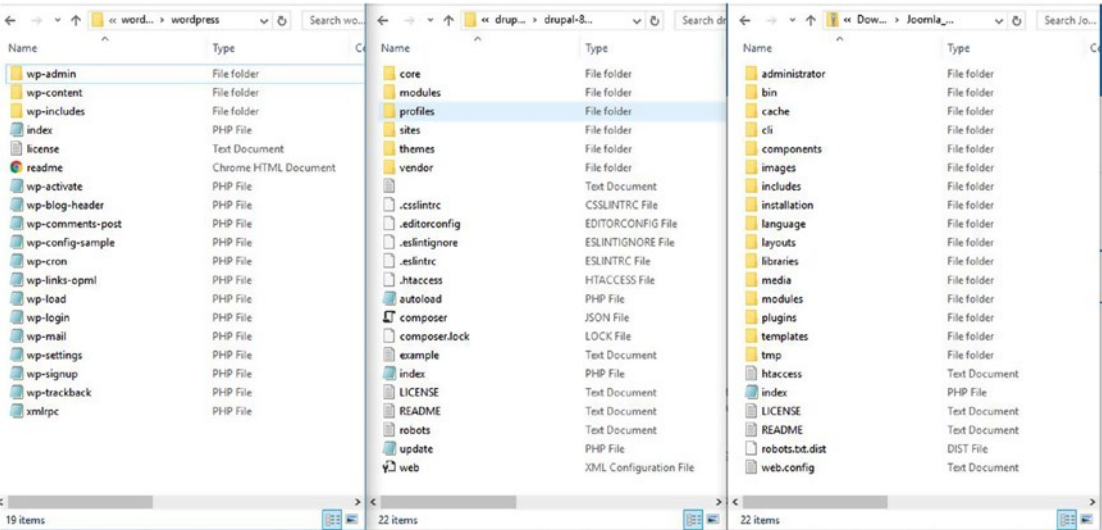 « word... > wordpress
Search wo...
Name Type Co
wp-admin File folder
wp-content File folder
wp-includes File folder
index PHP File
license Text Document
readme Chrome HTML Document
wp-activate PHP File
wp-blog-header PHP File
wp-comments-post PHP File
wp-config-sample PHP File
wp-cron PHP File
wp-links-opml PHP File
wp-load PHP File
wp-login PHP File
wp-mail PHP File
wp-settings PHP File
wp-signup PHP File
wp-trackback PHP File
xmlrpc PHP File
19 items
« drup... > drupal-8...
Search dr
Name Type
core File folder
modules File folder
profiles File folder
sites File folder
themes File folder
vendor File folder
Text Document
.csslintrc CSSLINTRC File
.editorconfig EDITORCONFIG File
.eslintignore ESLINTIGNORE File
.eslintrc ESLINTRC File
.htaccess HTACCESS File
autoload PHP File
composer JSON File
composer.lock LOCK File
example Text Document
index PHP File
LICENSE Text Document
README Text Document
robots Text Document
update PHP File
web XML Configuration File
22 items
« Dow... > Joomla_...
Search Jo...
Name Type Co
administrator File folder
bin File folder
cache File folder
cli File folder
components File folder
images File folder
includes File folder
installation File folder
language File folder
layouts File folder
libraries File folder
media File folder
modules File folder
plugins File folder
templates File folder
tmp File folder
htaccess Text Document
index PHP File
LICENSE Text Document
README Text Document
robots.txt.dist DIST File
web.config Text Document
22 items